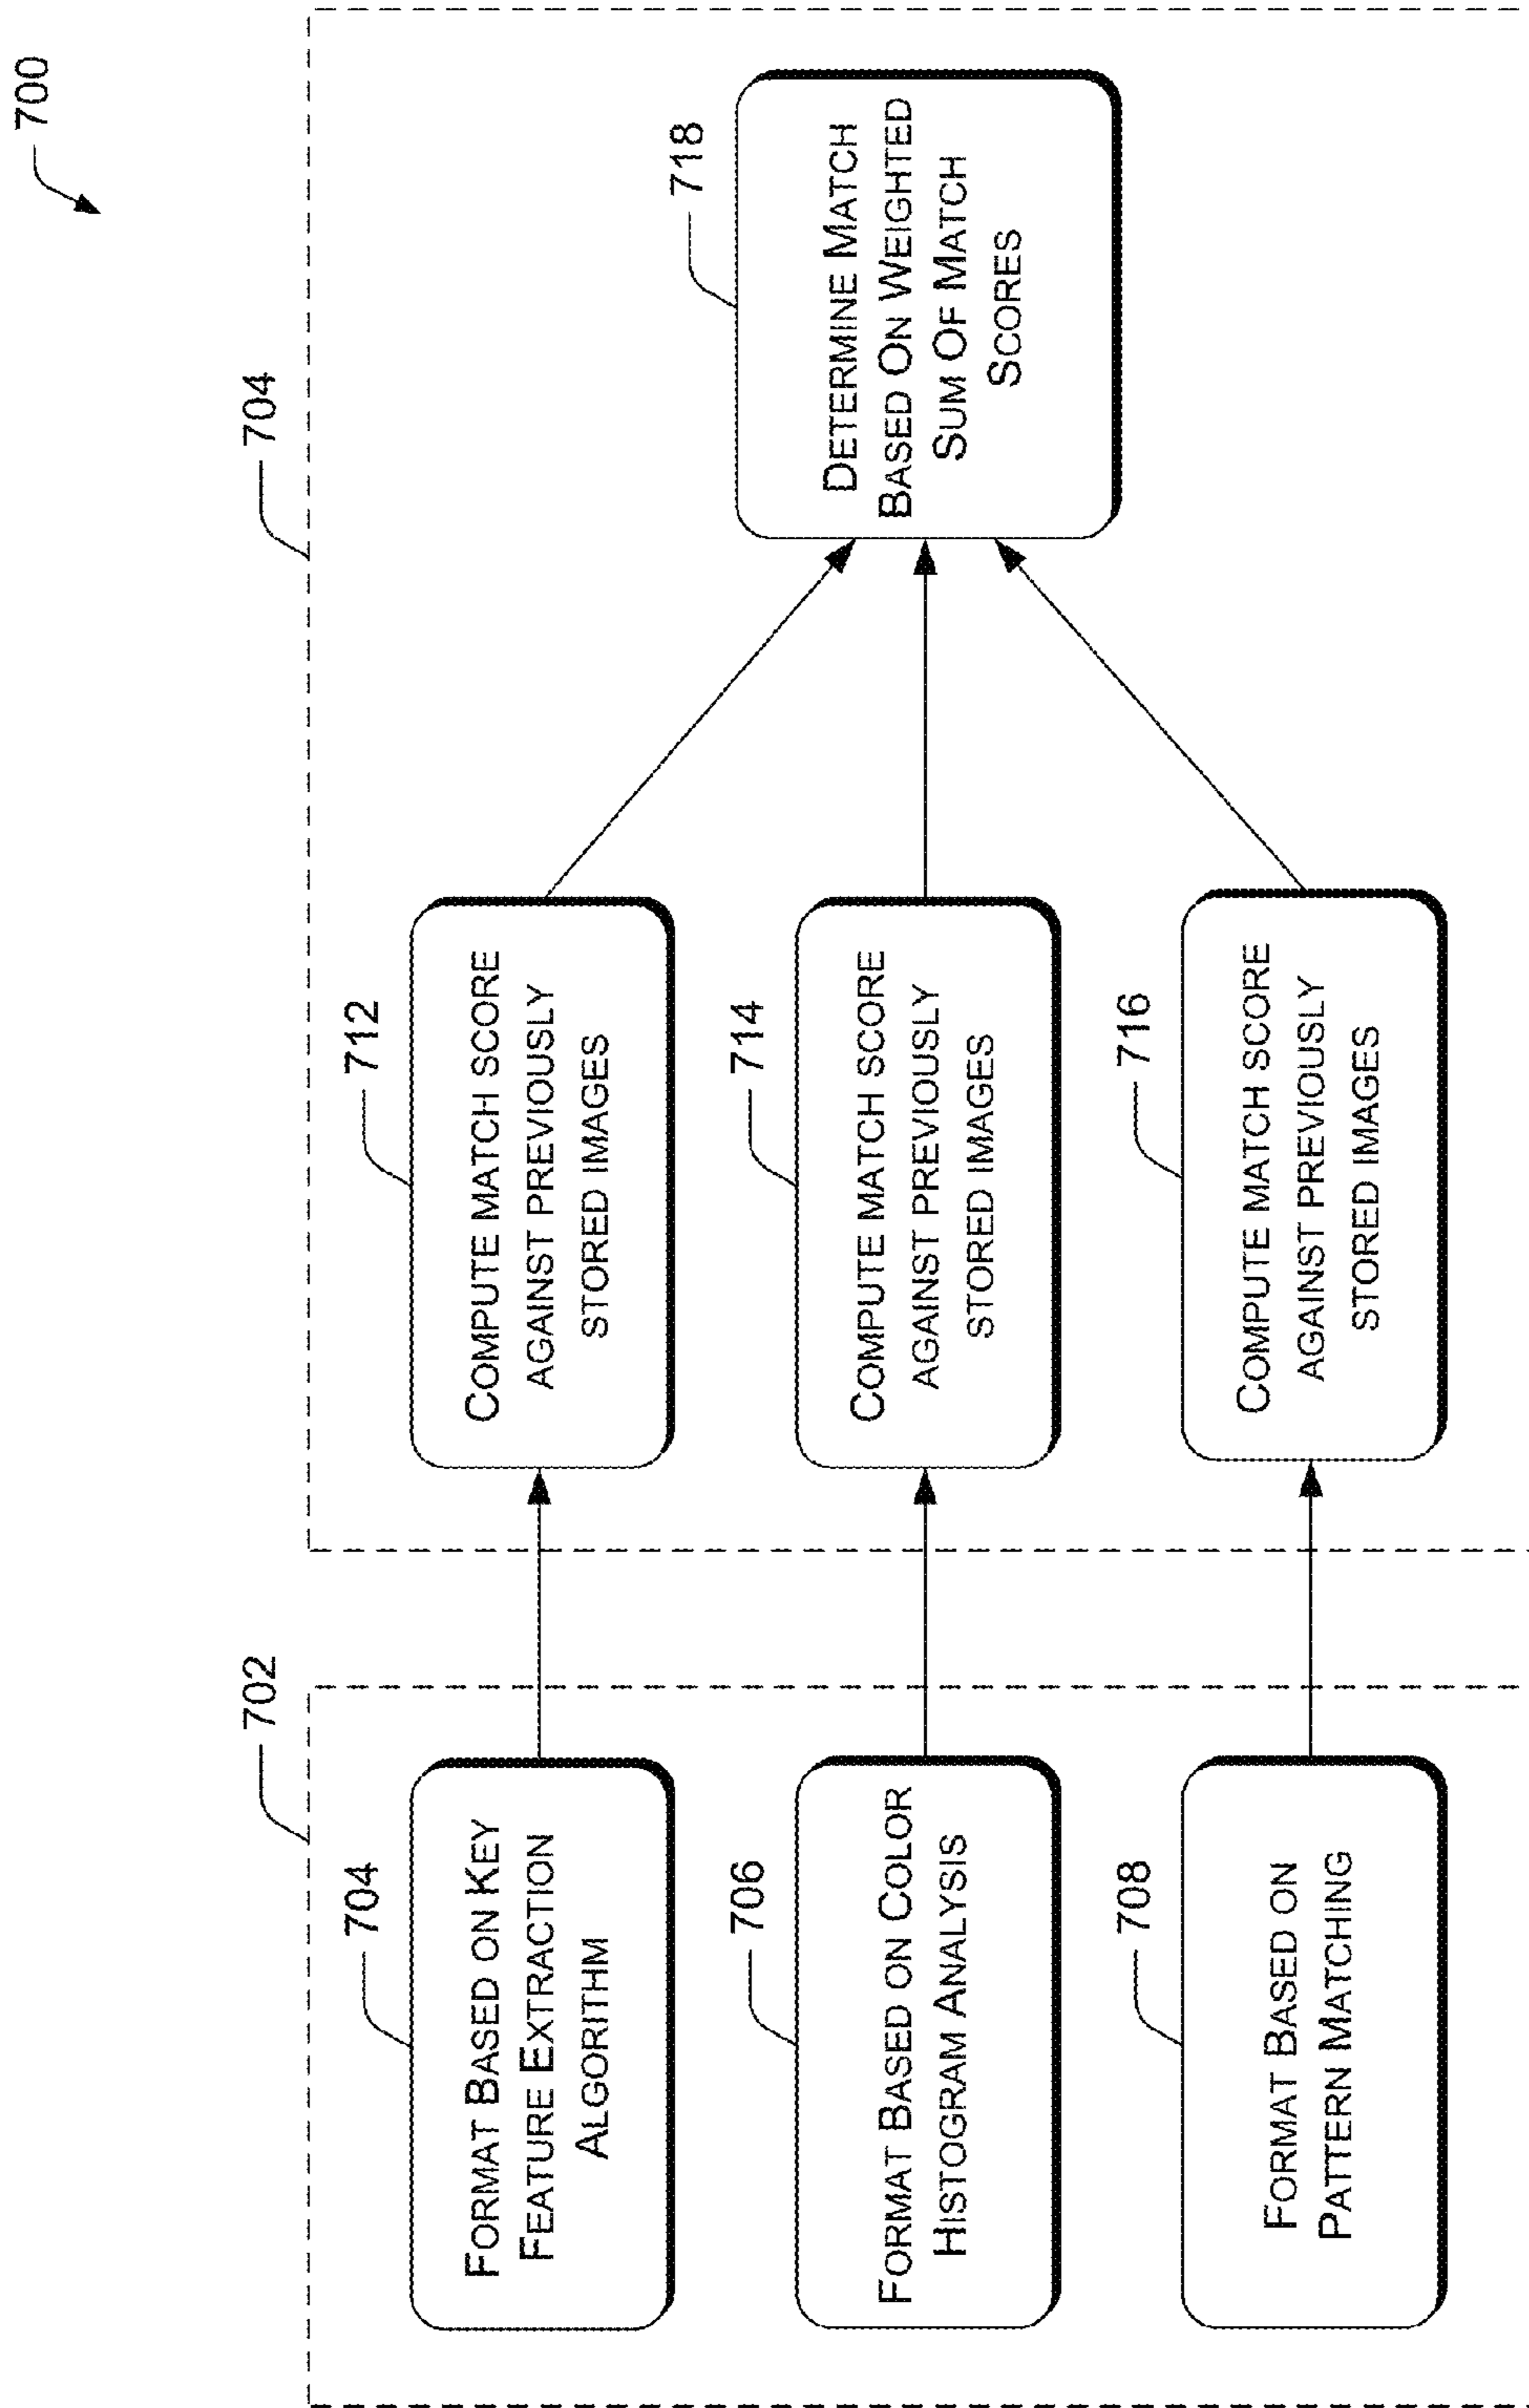 700
702
704
704
FORMAT BASED ON KEY
FEATURE EXTRACTION
ALGORITHM
712
COMPUTE MATCH SCORE
AGAINST PREVIOUSLY
STORED IMAGES
706
FORMAT BASED ON COLOR
HISTOGRAM ANALYSIS
714
COMPUTE MATCH SCORE
AGAINST PREVIOUSLY
STORED IMAGES
718
DETERMINE MATCH
BASED ON WEIGHTED
SUM OF MATCH
SCORES
708
FORMAT BASED ON
PATTERN MATCHING
716
COMPUTE MATCH SCORE
AGAINST PREVIOUSLY
STORED IMAGES